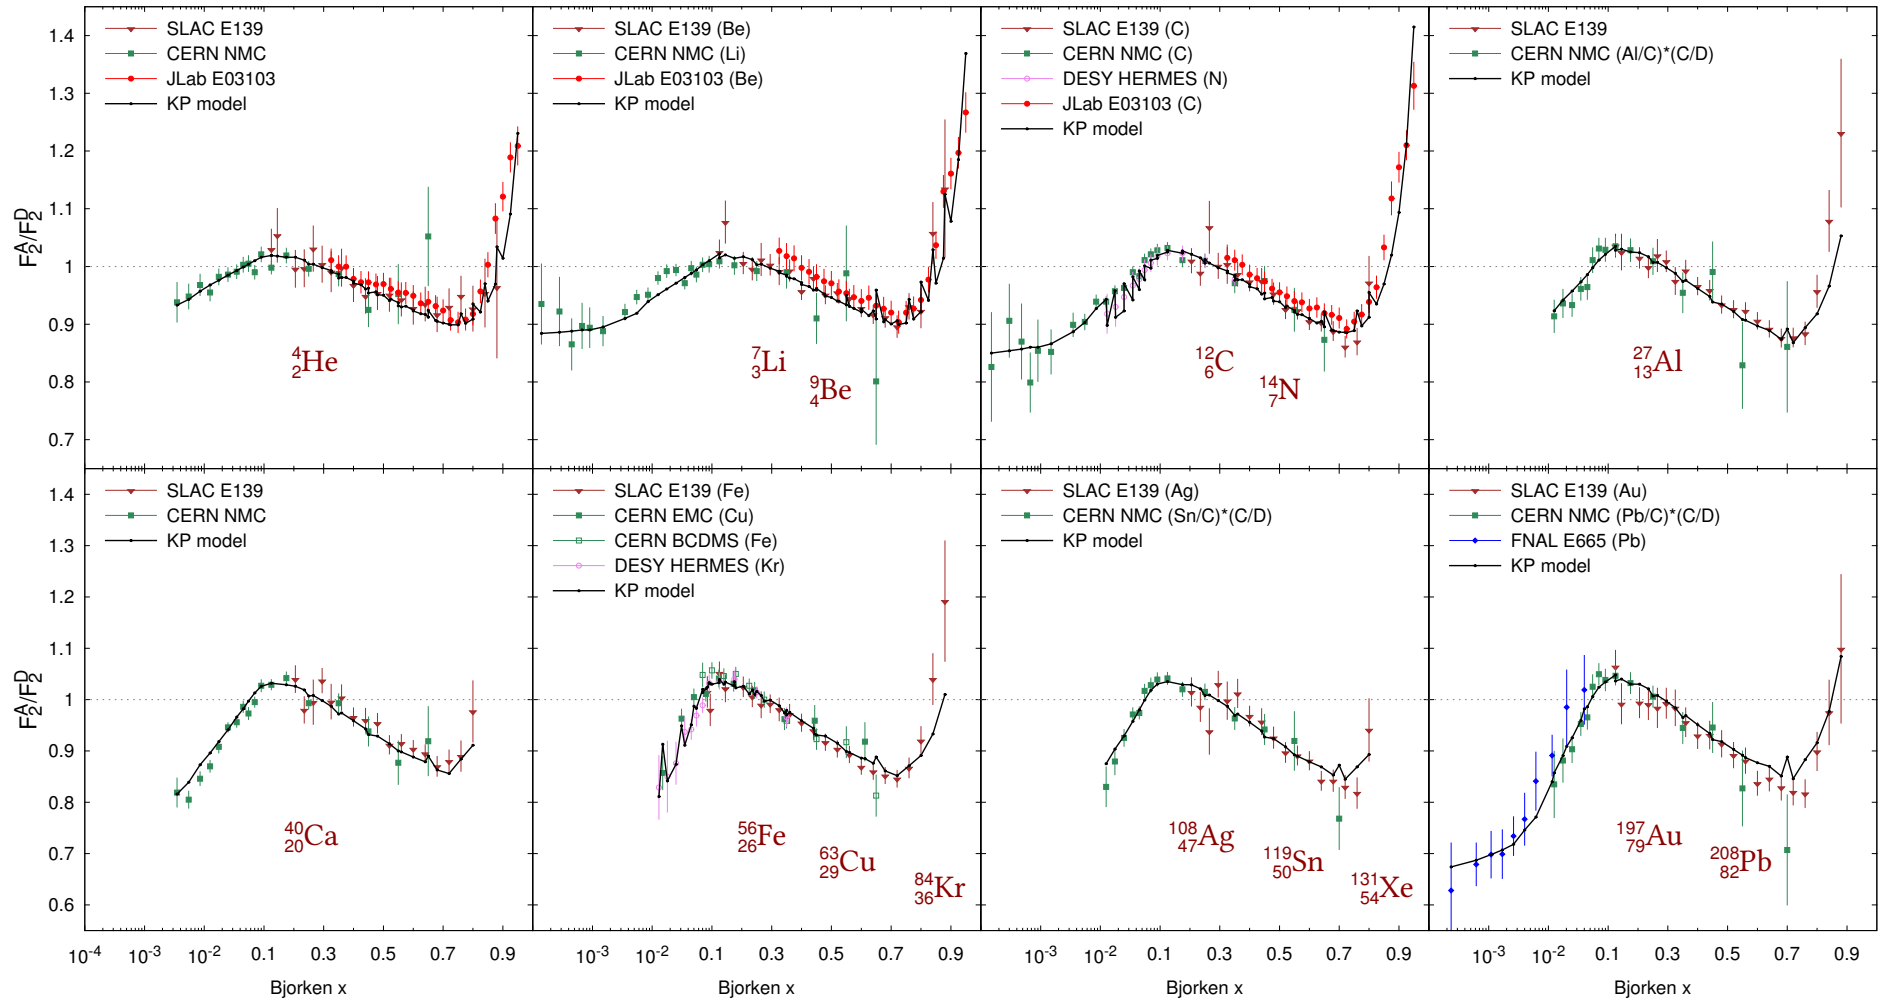 SLAC E139
CERN NMC
JLab E03103
KP model
SLAC E139 (Be)
CERN NMC (Li)
JLab E03103 (Be)
KP model
SLAC E139 (C)
CERN NMC (C)
DESY HERMES (N)
JLab E03103 (C)
KP model
SLAC E139
CERN NMC (Al/C)*(C/D)
KP model
1.4
1.3
1.2
1.1
1
0.9
0.8
0.7
F₂ᴬ/F₂ᴰ
⁴₂He
⁷₃Li
⁹₄Be
¹²₆C
¹⁴₇N
²⁷₁₃Al
SLAC E139
CERN NMC
KP model
SLAC E139 (Fe)
CERN EMC (Cu)
CERN BCDMS (Fe)
DESY HERMES (Kr)
KP model
SLAC E139 (Ag)
CERN NMC (Sn/C)*(C/D)
KP model
SLAC E139 (Au)
CERN NMC (Pb/C)*(C/D)
FNAL E665 (Pb)
KP model
1.4
1.3
1.2
1.1
1
0.9
0.8
0.7
0.6
F₂ᴬ/F₂ᴰ
⁴⁰₂₀Ca
⁵⁶₂₆Fe
⁶³₂₉Cu
⁸⁴₃₆Kr
¹⁰⁸₄₇Ag
¹¹⁹₅₀Sn
¹³¹₅₄Xe
¹⁹⁷₇₉Au
²⁰⁸₈₂Pb
10⁻⁴ 10⁻³ 10⁻² 0.1 0.3 0.5 0.7 0.9
10⁻³ 10⁻² 0.1 0.3 0.5 0.7 0.9
10⁻³ 10⁻² 0.1 0.3 0.5 0.7 0.9
10⁻³ 10⁻² 0.1 0.3 0.5 0.7 0.9
Bjorken x
Bjorken x
Bjorken x
Bjorken x